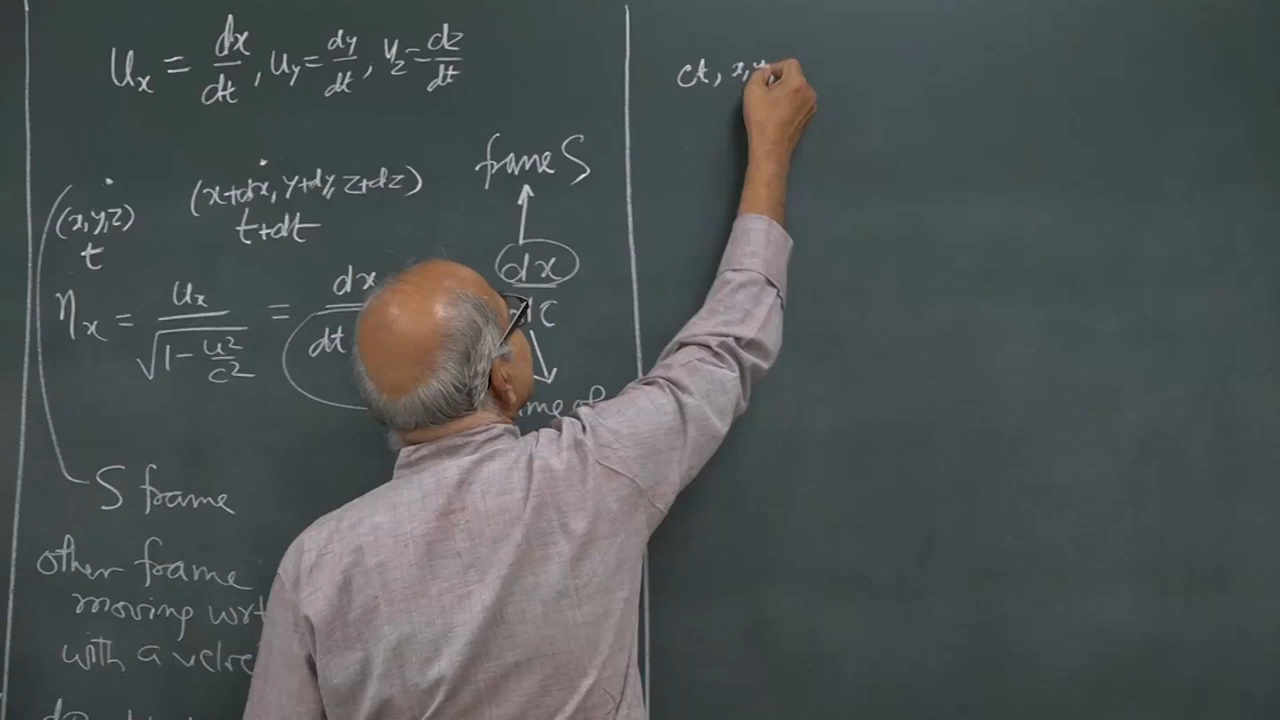 Ux = dx/dt, Uy = dy/dt, Uz = dz/dt
frame S
(x, y, z) (x+dx, y+dy, z+dz)
t t+dt
ηx = Ux / √(1 - u²/c²) = dx / dt dx / dτ
S frame
other frame
moving wrt
with a
ct, x, y